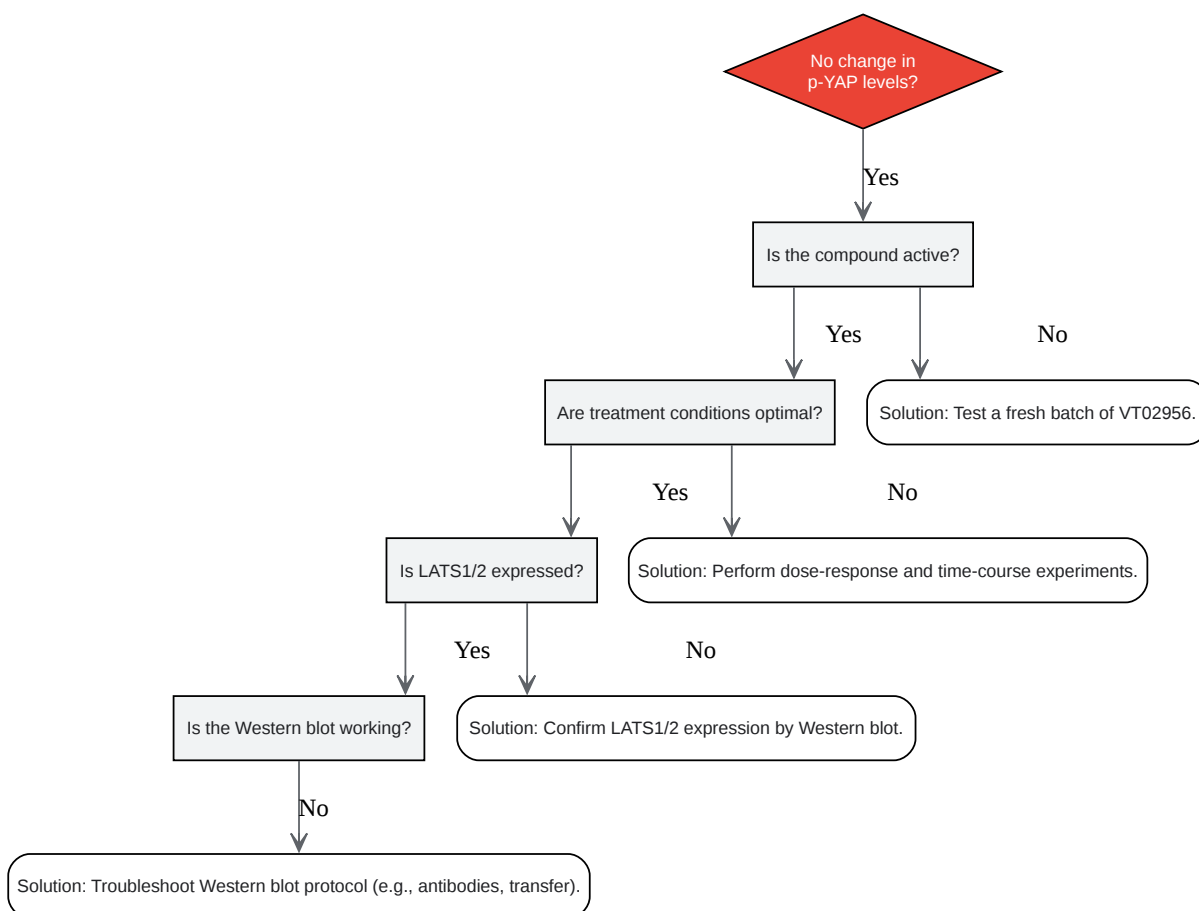 No change in
p-YAP levels?
Yes
Is the compound active?
Yes
No
Are treatment conditions optimal?
Solution: Test a fresh batch of VT02956.
Yes
No
Is LATS1/2 expressed?
Solution: Perform dose-response and time-course experiments.
Yes
No
Is the Western blot working?
Solution: Confirm LATS1/2 expression by Western blot.
No
Solution: Troubleshoot Western blot protocol (e.g., antibodies, transfer).